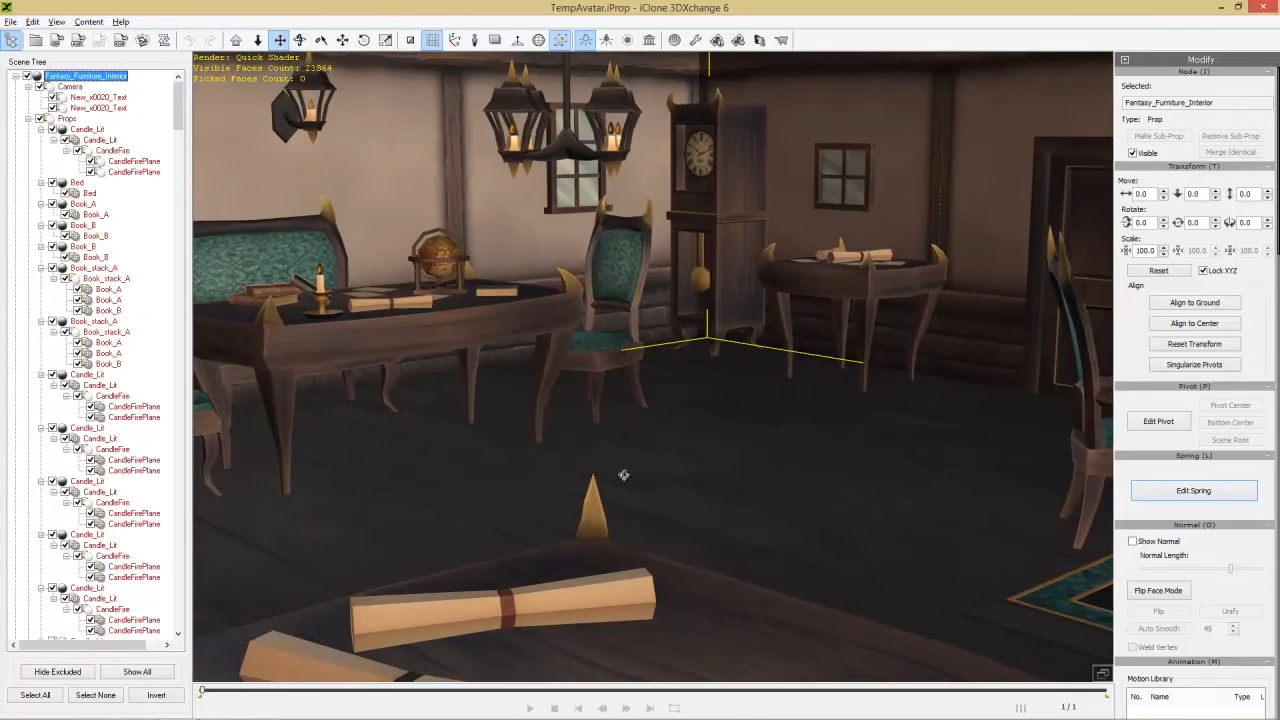 TempAvatar.iProp - iClone 3DXchange 6
File Edit View Content Help
Scene Tree
Fantasy_Furniture_Interior
Camera
New_x0020_Text
New_x0020_Text
Props
Candle_Lit
Candle_Lit
CandleFire
CandleFirePlane
CandleFirePlane
Bed
Bed
Book_A
Book_A
Book_B
Book_B
Book_B
Book_B
Book_stack_A
Book_stack_A
Book_A
Book_A
Book_B
Book_stack_A
Book_stack_A
Book_A
Book_A
Book_B
Candle_Lit
Candle_Lit
CandleFire
CandleFirePlane
CandleFirePlane
Candle_Lit
Candle_Lit
CandleFire
CandleFirePlane
CandleFirePlane
Candle_Lit
Candle_Lit
CandleFire
CandleFirePlane
CandleFirePlane
Candle_Lit
Candle_Lit
CandleFire
CandleFirePlane
CandleFirePlane
Candle_Lit
Candle_Lit
CandleFire
CandleFirePlane
CandleFirePlane
Hide Excluded Show All
Select All Select None Invert
Render: Quick Shader
Visible Faces Count: 23864
Picked Faces Count: 0
1 / 1
Modify
Node (I)
Selected:
Fantasy_Furniture_Interior
Type: Prop
Make Sub-Prop Remove Sub-Prop
Visible Merge Identical
Transform (T)
Move:
0.0 0.0 0.0
Rotate:
0.0 0.0 0.0
Scale:
100.0 100.0 100.0
Reset Lock XYZ
Align
Align to Ground
Align to Center
Reset Transform
Singularize Pivots
Pivot (P)
Pivot Center
Edit Pivot Bottom Center
Scene Root
Spring (L)
Edit Spring
Normal (O)
Show Normal
Normal Length:
Flip Face Mode
Flip Unify
Auto Smooth 45
Weld Vertex
Animation (M)
Motion Library
No. Name Type L